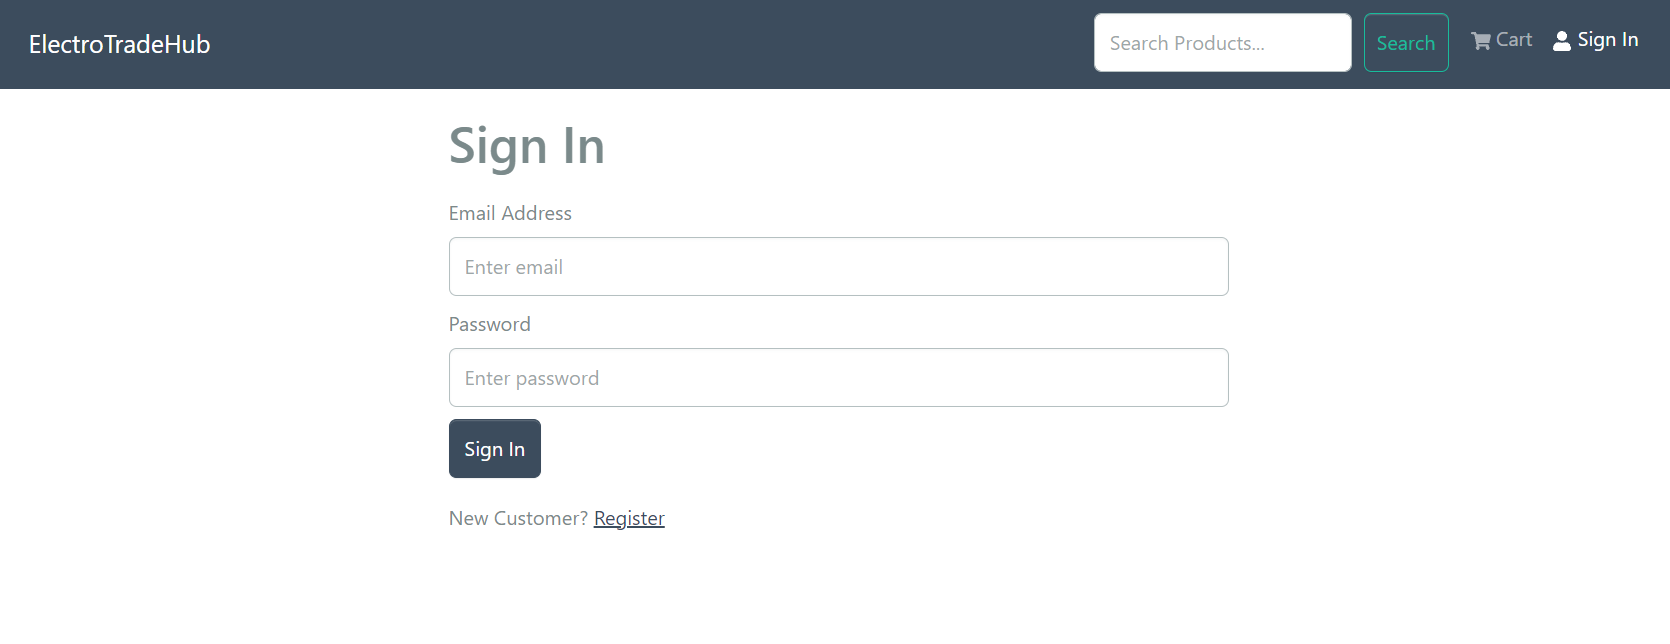 ElectroTradeHub Search Products... Search Cart Sign In
Sign In
Email Address
Enter email
Password
Enter password
Sign In
New Customer? Register